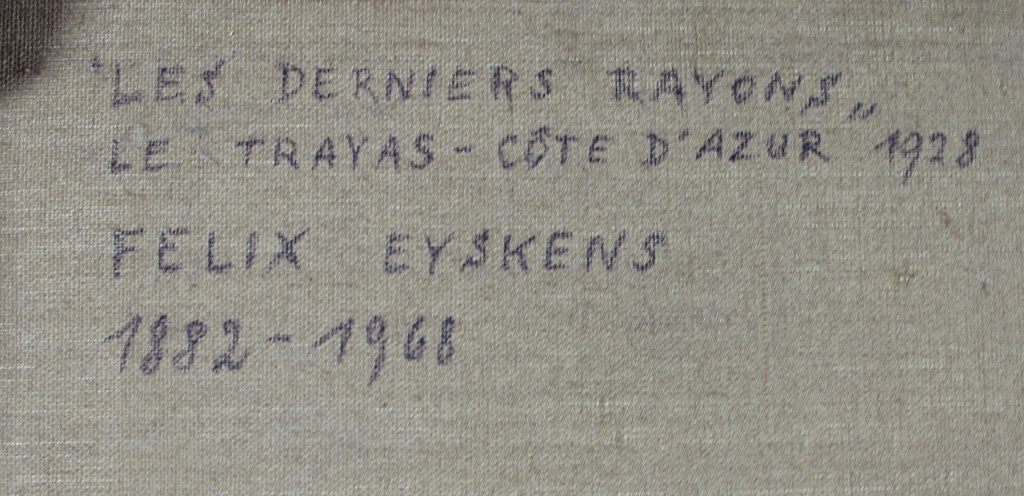 "LES DERNIERS RAYONS„
LE TRAYAS - CÔTE D'AZUR 1928
FELIX EYSKENS
1882 - 1968